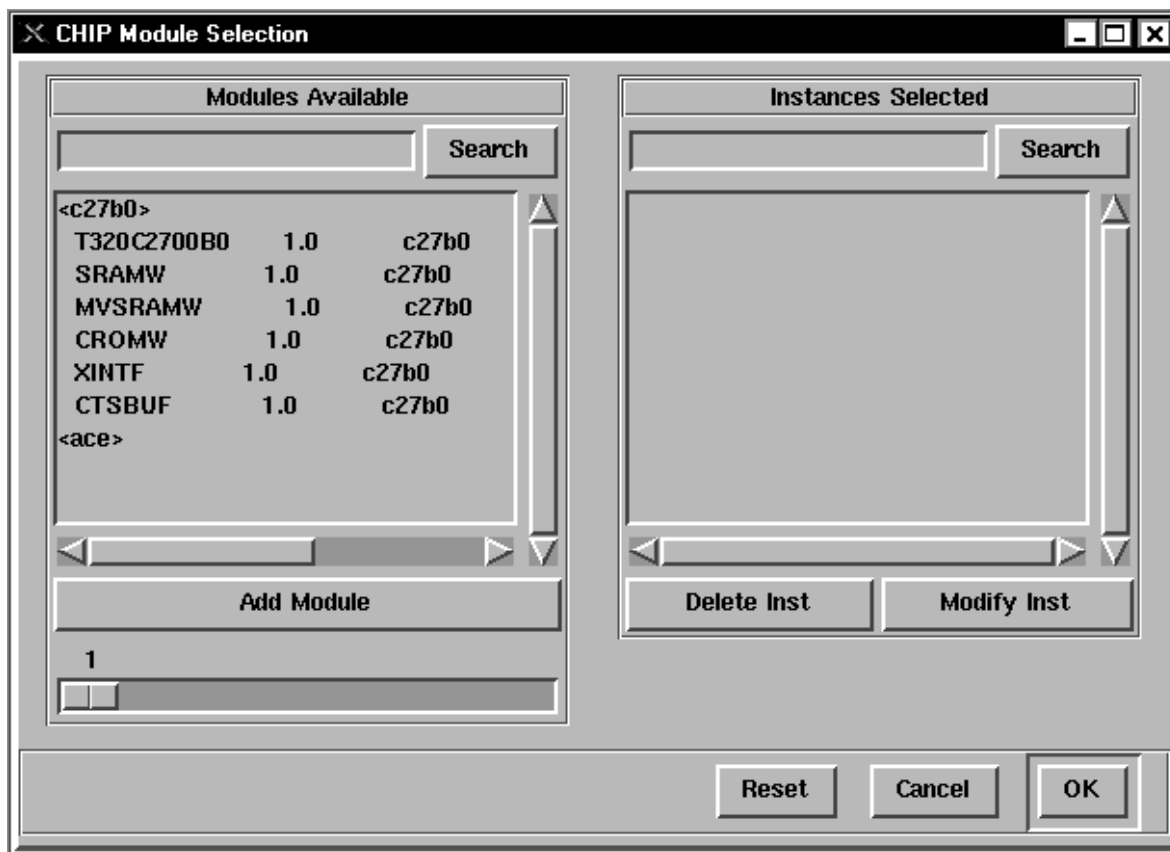 CHIP Module Selection
Modules Available
Search
<c27b0>
T320C2700B0 1.0 c27b0
SRAMW 1.0 c27b0
MVSRAMW 1.0 c27b0
CROMW 1.0 c27b0
XINTF 1.0 c27b0
CTSBUF 1.0 c27b0
<ace>
Add Module
1
Instances Selected
Search
Delete Inst Modify Inst
Reset Cancel OK